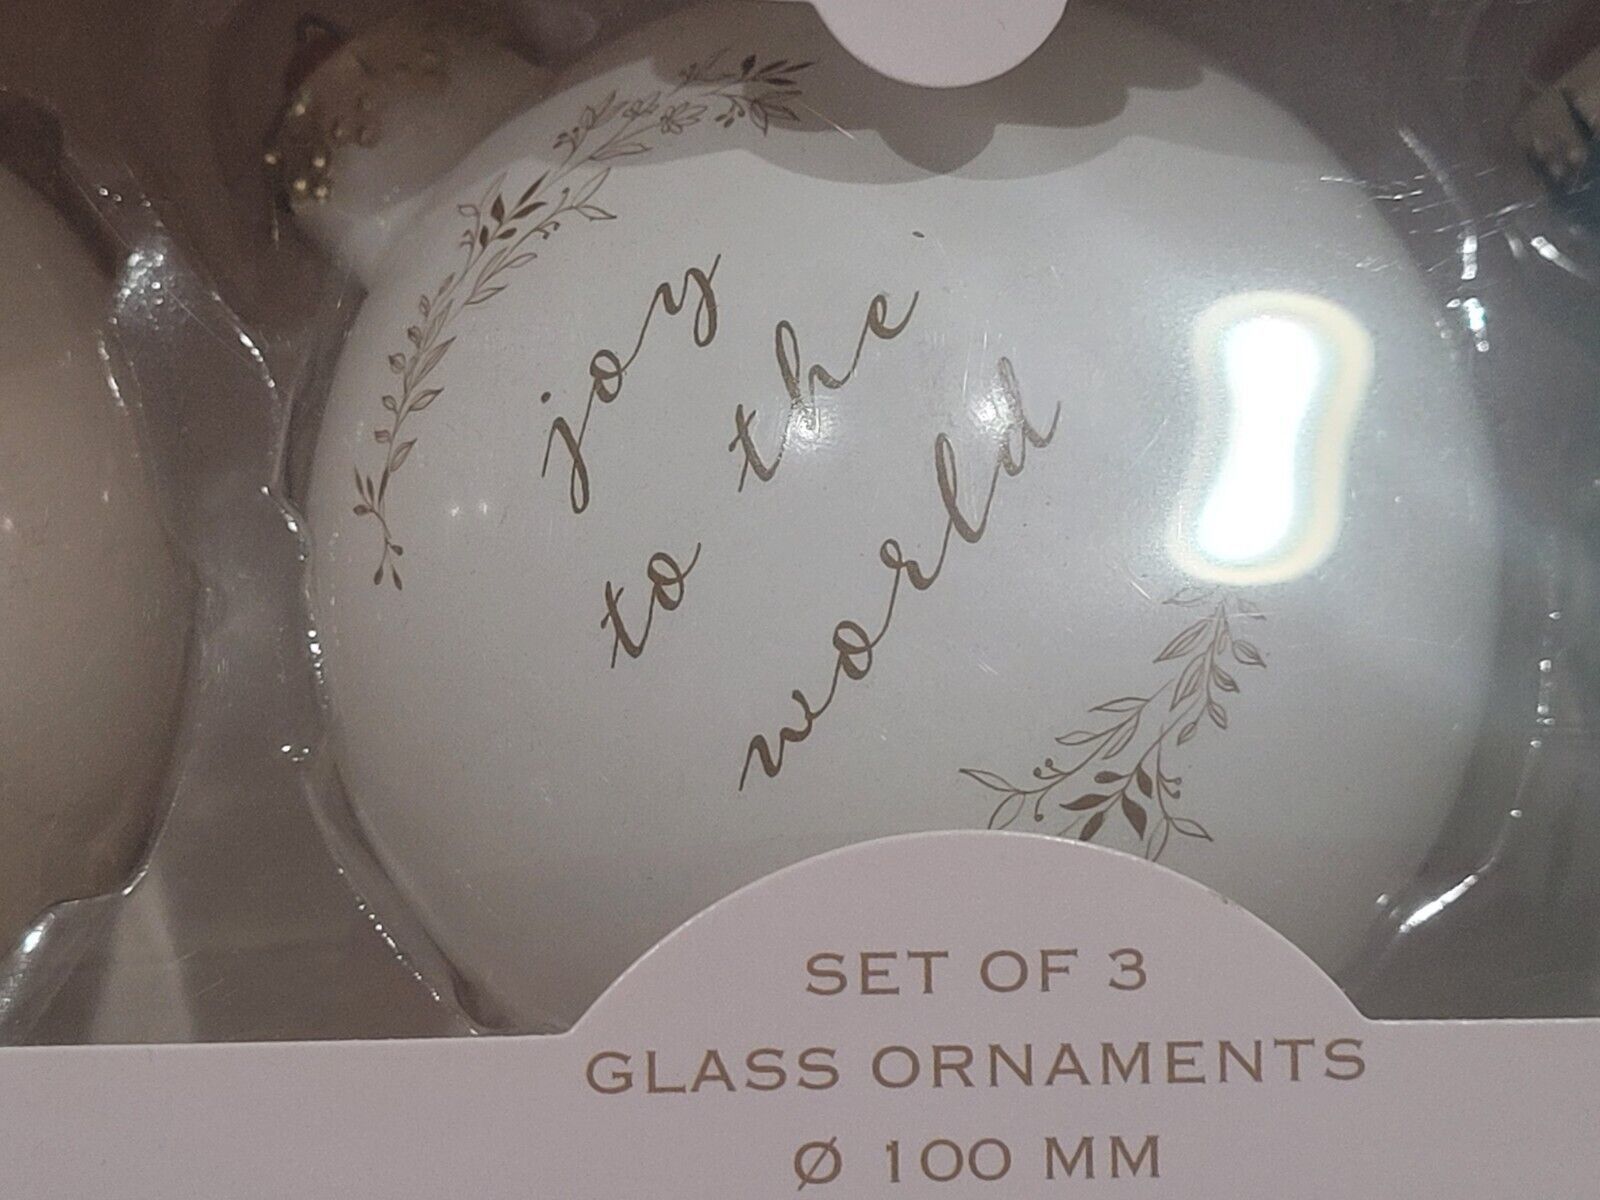 joy
to the
world
SET OF 3
GLASS ORNAMENTS
Ø 100 MM